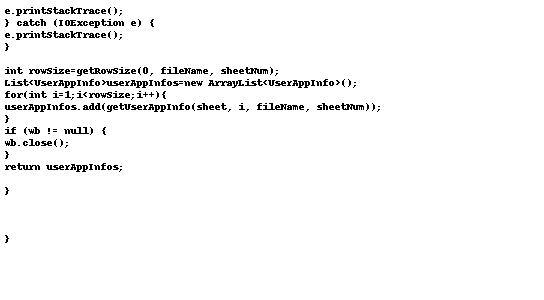 e.printStackTrace();
} catch (IOException e) {
e.printStackTrace();
}
int rowSize=getRowSize(0, fileName, sheetNum);
List<UserAppInfo>userAppInfos=new ArrayList<UserAppInfo>();
for(int i=1;i<rowSize;i++){
userAppInfos.add(getUserAppInfo(sheet, i, fileName, sheetNum));
}
if (wb != null) {
wb.close();
}
return userAppInfos;
}
}